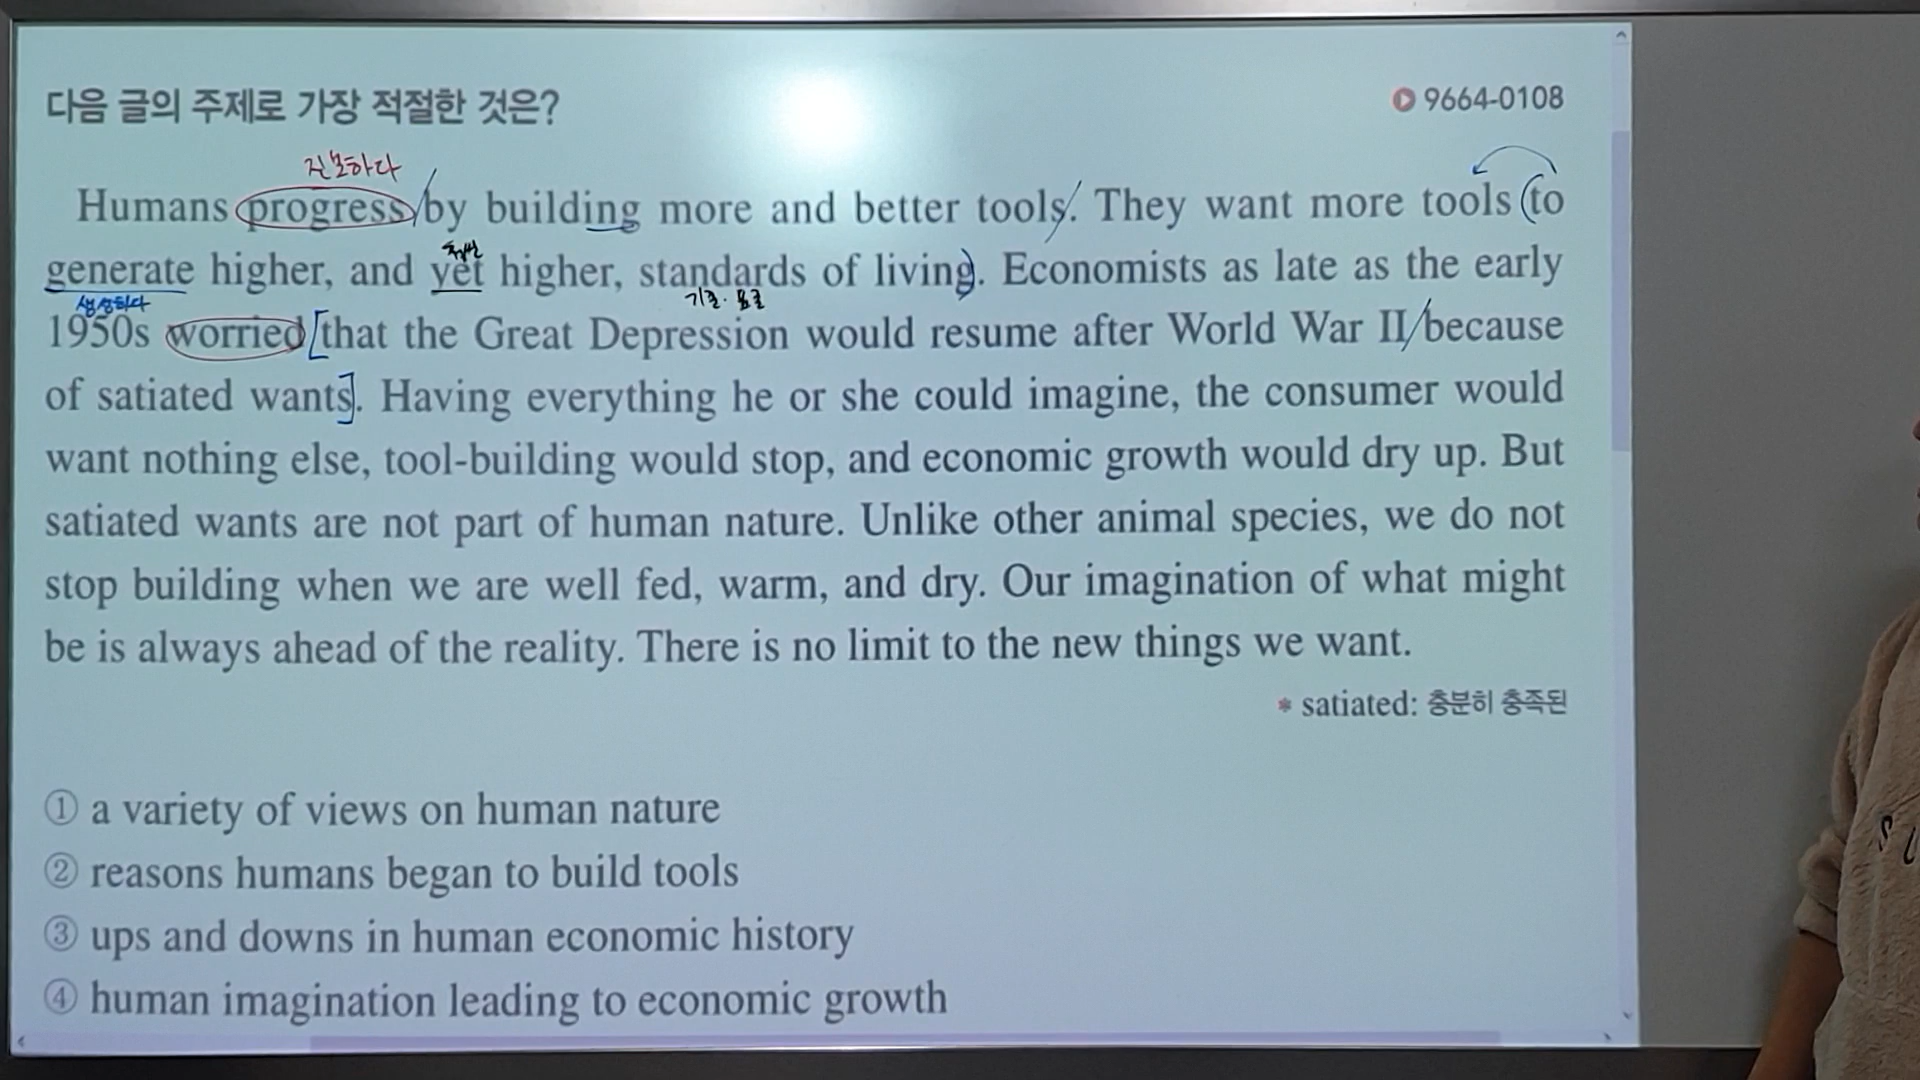 다음 글의 주제로 가장 적절한 것은?
9664-0108
진보하다
Humans progress by building more and better tools. They want more tools to
generate higher, and yet higher, standards of living. Economists as late as the early
생성하다
기준
1950s worried that the Great Depression would resume after World War II because
of satiated wants. Having everything he or she could imagine, the consumer would
want nothing else, tool-building would stop, and economic growth would dry up. But
satiated wants are not part of human nature. Unlike other animal species, we do not
stop building when we are well fed, warm, and dry. Our imagination of what might
be is always ahead of the reality. There is no limit to the new things we want.
* satiated: 충분히 충족된
① a variety of views on human nature
② reasons humans began to build tools
③ ups and downs in human economic history
④ human imagination leading to economic growth